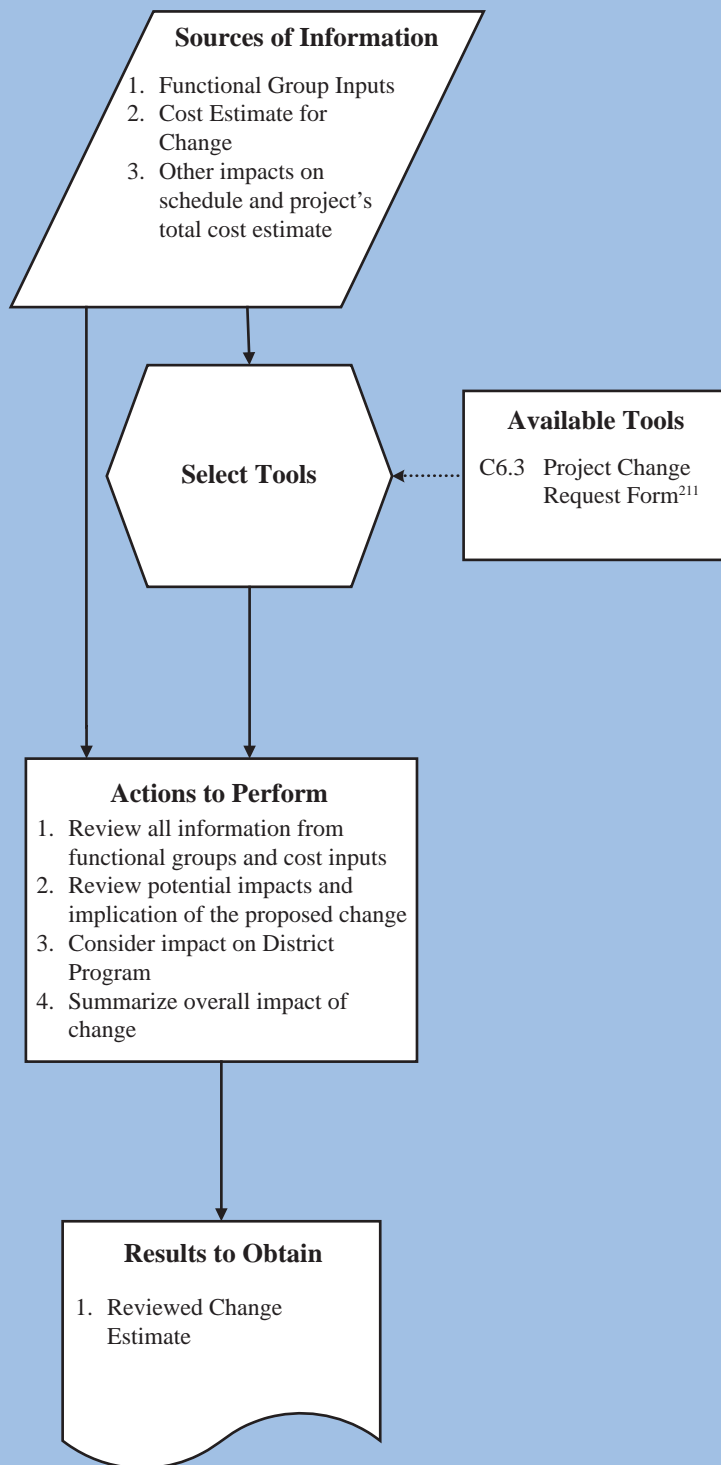 Sources of Information
1. Functional Group Inputs
2. Cost Estimate for
Change
3. Other impacts on
schedule and project’s
total cost estimate
Select Tools
Available Tools
C6.3 Project Change
Request Form211
Actions to Perform
1. Review all information from
functional groups and cost inputs
2. Review potential impacts and
implication of the proposed change
3. Consider impact on District
Program
4. Summarize overall impact of
change
Results to Obtain
1. Reviewed Change
Estimate